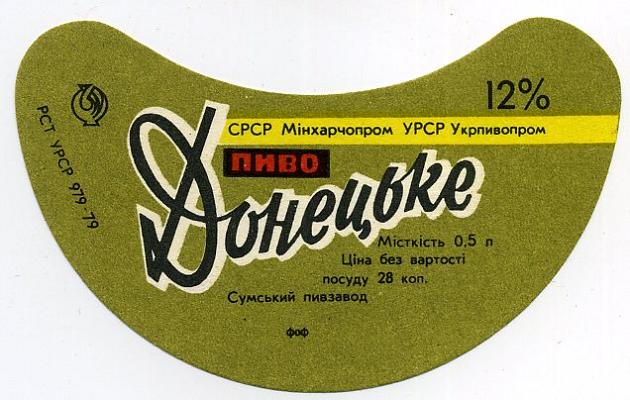 12%
СРСР Мінхарчопром УРСР Укрпивопром
ПИВО
Донецьке
Місткість 0,5 л
Ціна без вартості
посуду 28 коп.
Сумський пивзавод
фоф
РСТ УРСР 979-79